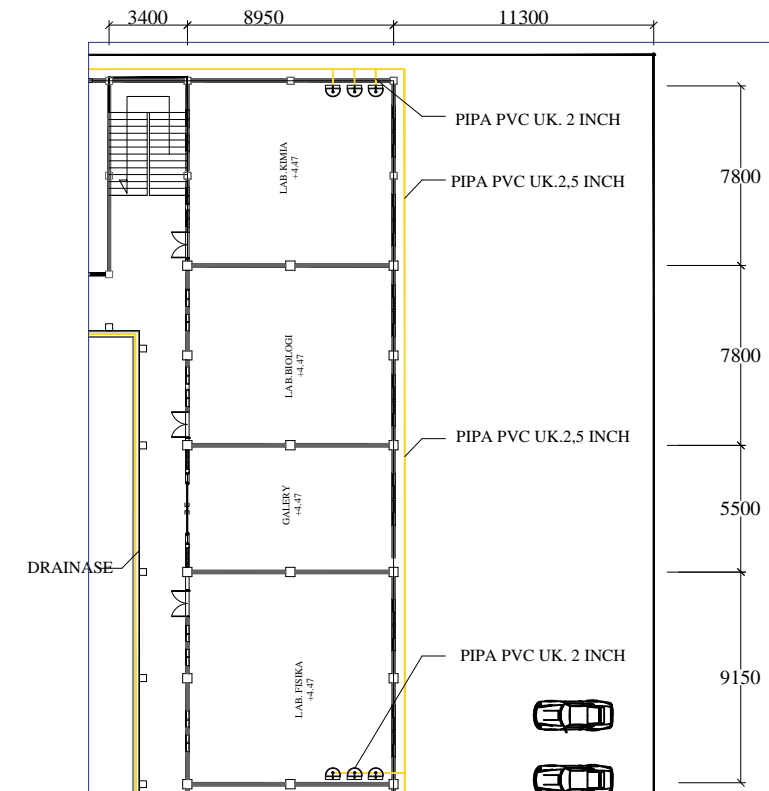 3400
8950
11300
PIPA PVC UK. 2 INCH
LAB.KIMIA
+4.47
PIPA PVC UK.2,5 INCH
7800
LAB.BIOLOGI
+4.47
7800
PIPA PVC UK.2,5 INCH
GALERY
+4.47
5500
DRAINASE
PIPA PVC UK. 2 INCH
LAB. FISIKA
+4.47
9150